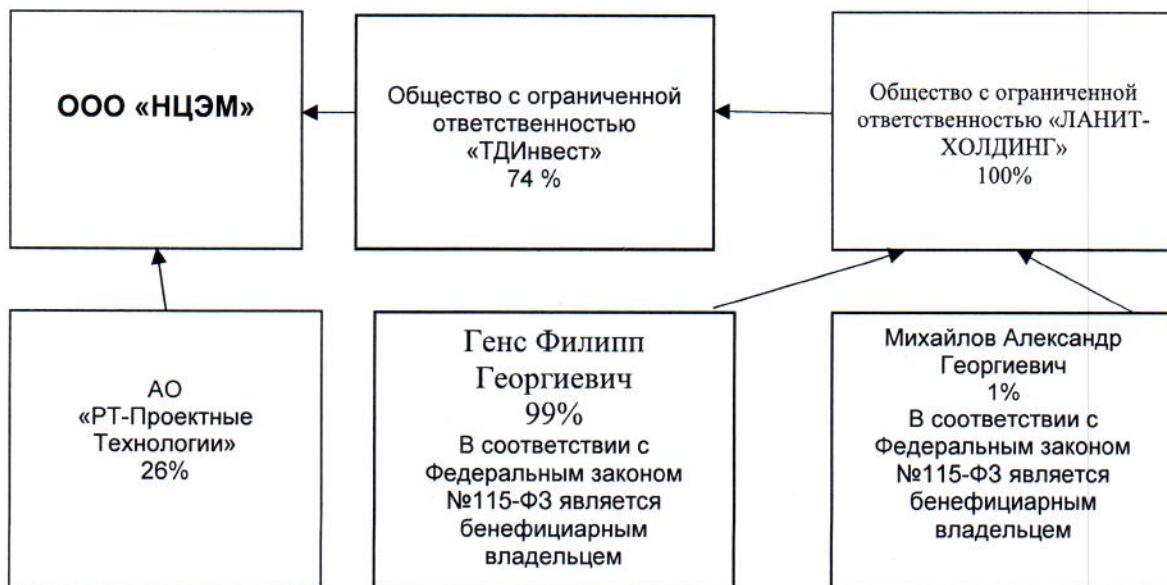 ООО «НЦЭМ»
Общество с ограниченной
ответственностью
«ТДИнвест»
74 %
Общество с ограниченной
ответственностью «ЛАНИТ-
ХОЛДИНГ»
100%
АО
«РТ-Проектные
Технологии»
26%
Генс Филипп
Георгиевич
99%
В соответствии с
Федеральным законом
№115-ФЗ является
бенефициарным
владельцем
Михайлов Александр
Георгиевич
1%
В соответствии с
Федеральным законом
№115-ФЗ является
бенефициарным
владельцем